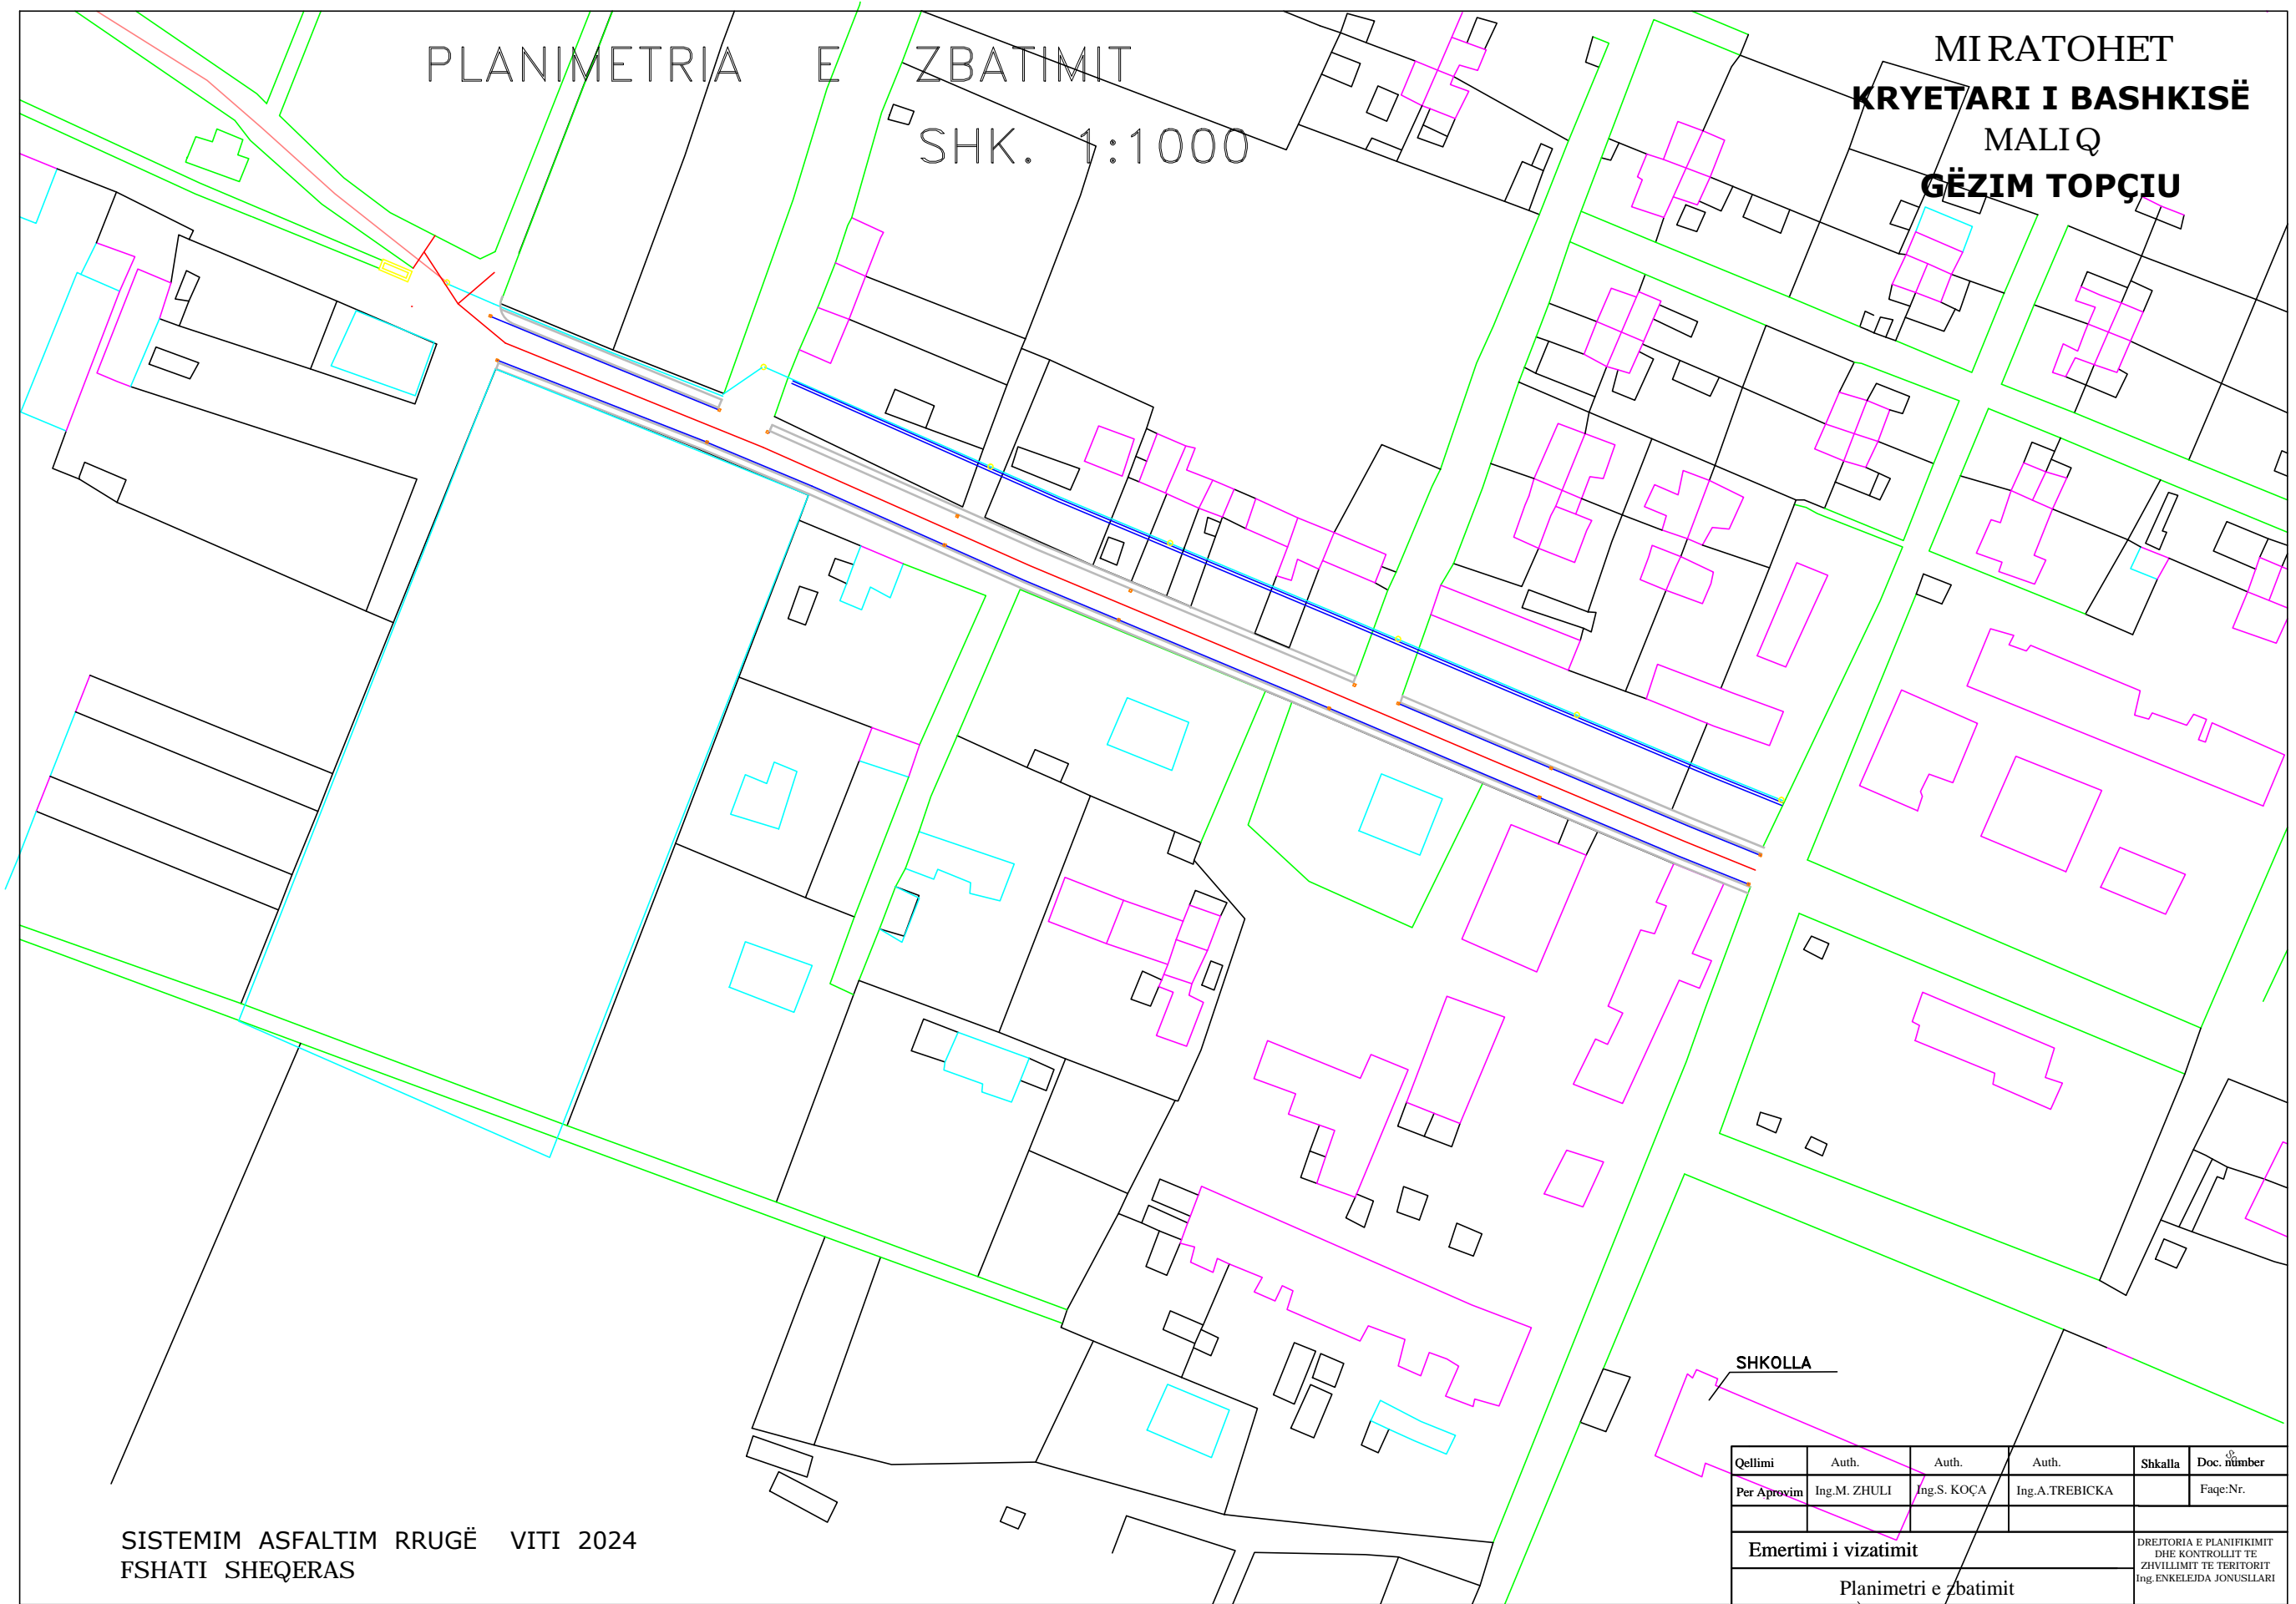 PLANIMETRIA E ZBATIMIT
SHK. 1:1000
MIRATOHET
KRYETARI I BASHKISË
MALIQ
GËZIM TOPÇIU
SHKOLLA
Qellimi Auth. Auth. Auth. Shkalla Doc. number
Per Aprovim Ing.M. ZHULI Ing.S. KOÇA Ing.A.TREBICKA Faqe:Nr.
Emertimi i vizatimit
Planimetri e zbatimit
DREJTORIA E PLANIFIKIMIT
DHE KONTROLLIT TE
ZHVILLIMIT TE TERITORIT
Ing.ENKELEJDA JONUSLLARI
SISTEMIM ASFALTIM RRUGË VITI 2024
FSHATI SHEQERAS